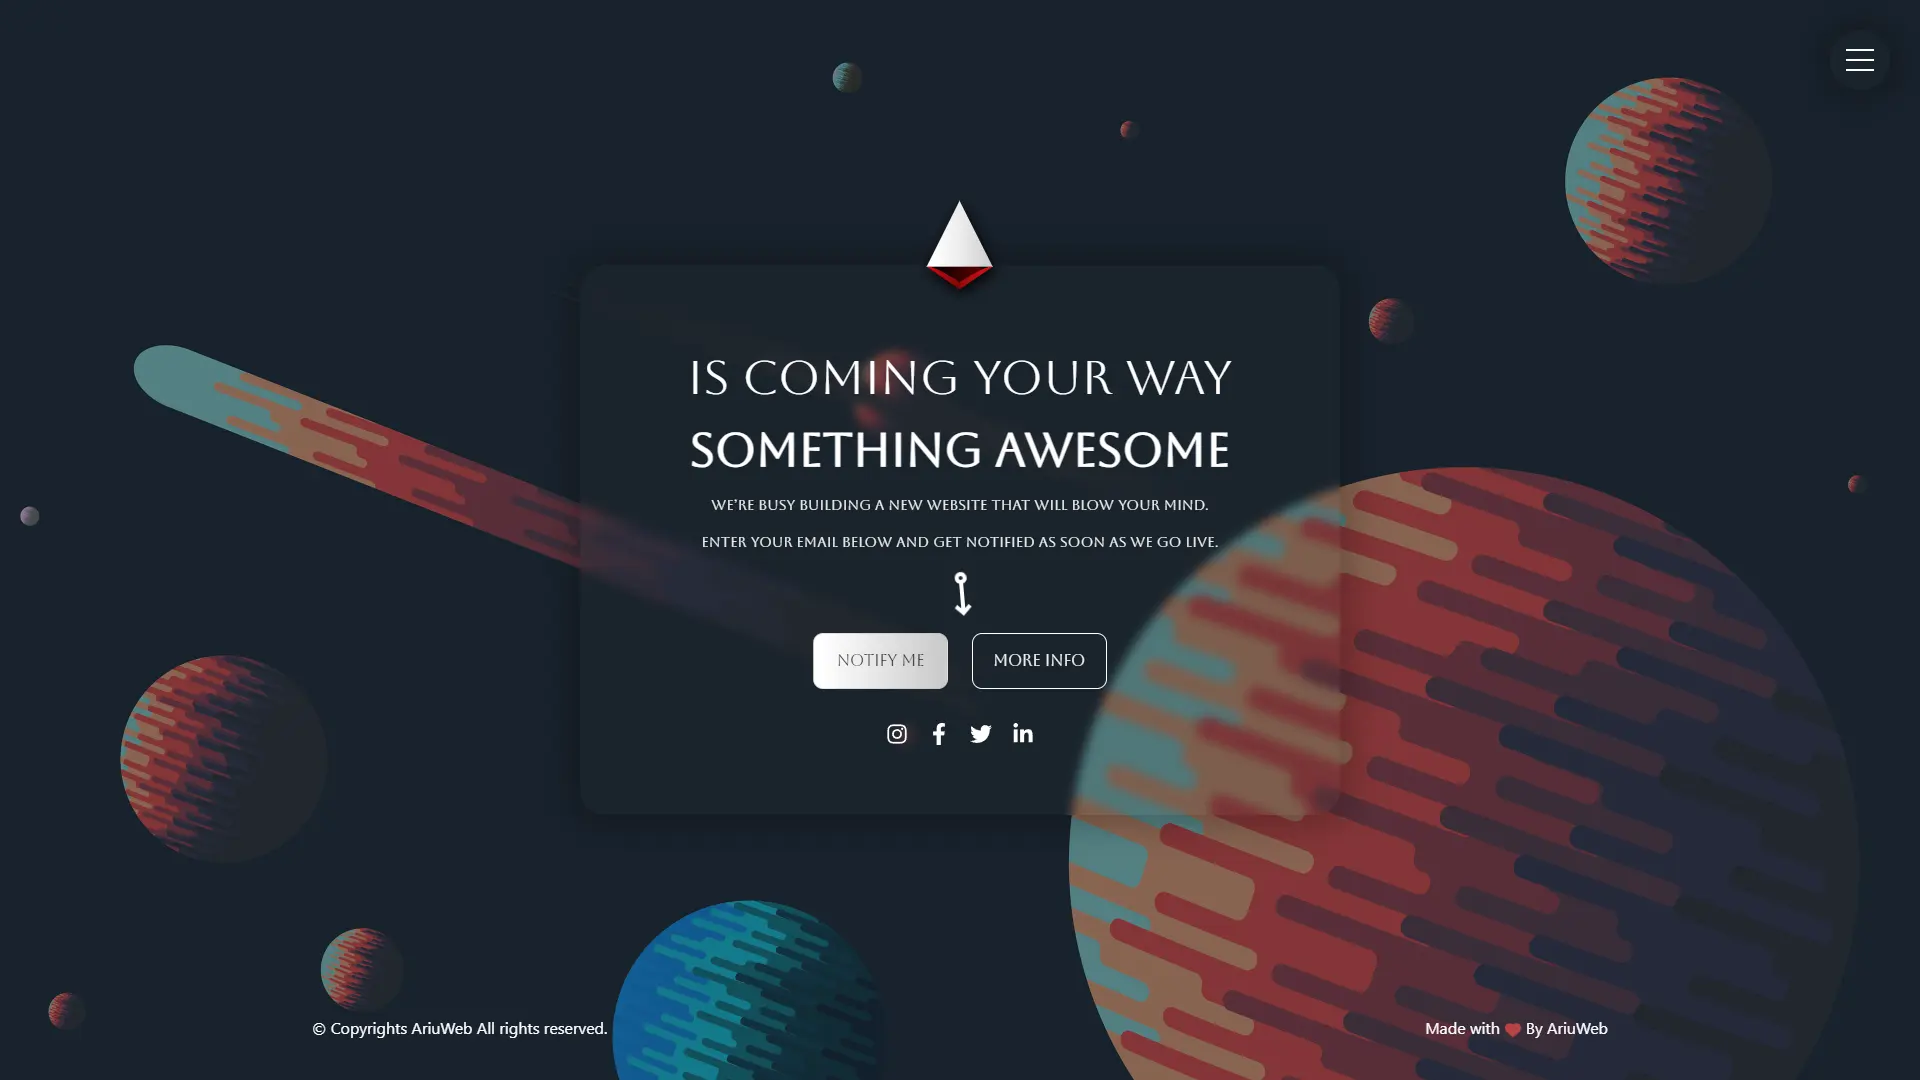 IS COMING YOUR WAY
SOMETHING AWESOME
WE'RE BUSY BUILDING A NEW WEBSITE THAT WILL BLOW YOUR MIND.
ENTER YOUR EMAIL BELOW AND GET NOTIFIED AS SOON AS WE GO LIVE.
NOTIFY ME
MORE INFO
© Copyrights AriuWeb All rights reserved.
Made with ❤ By AriuWeb